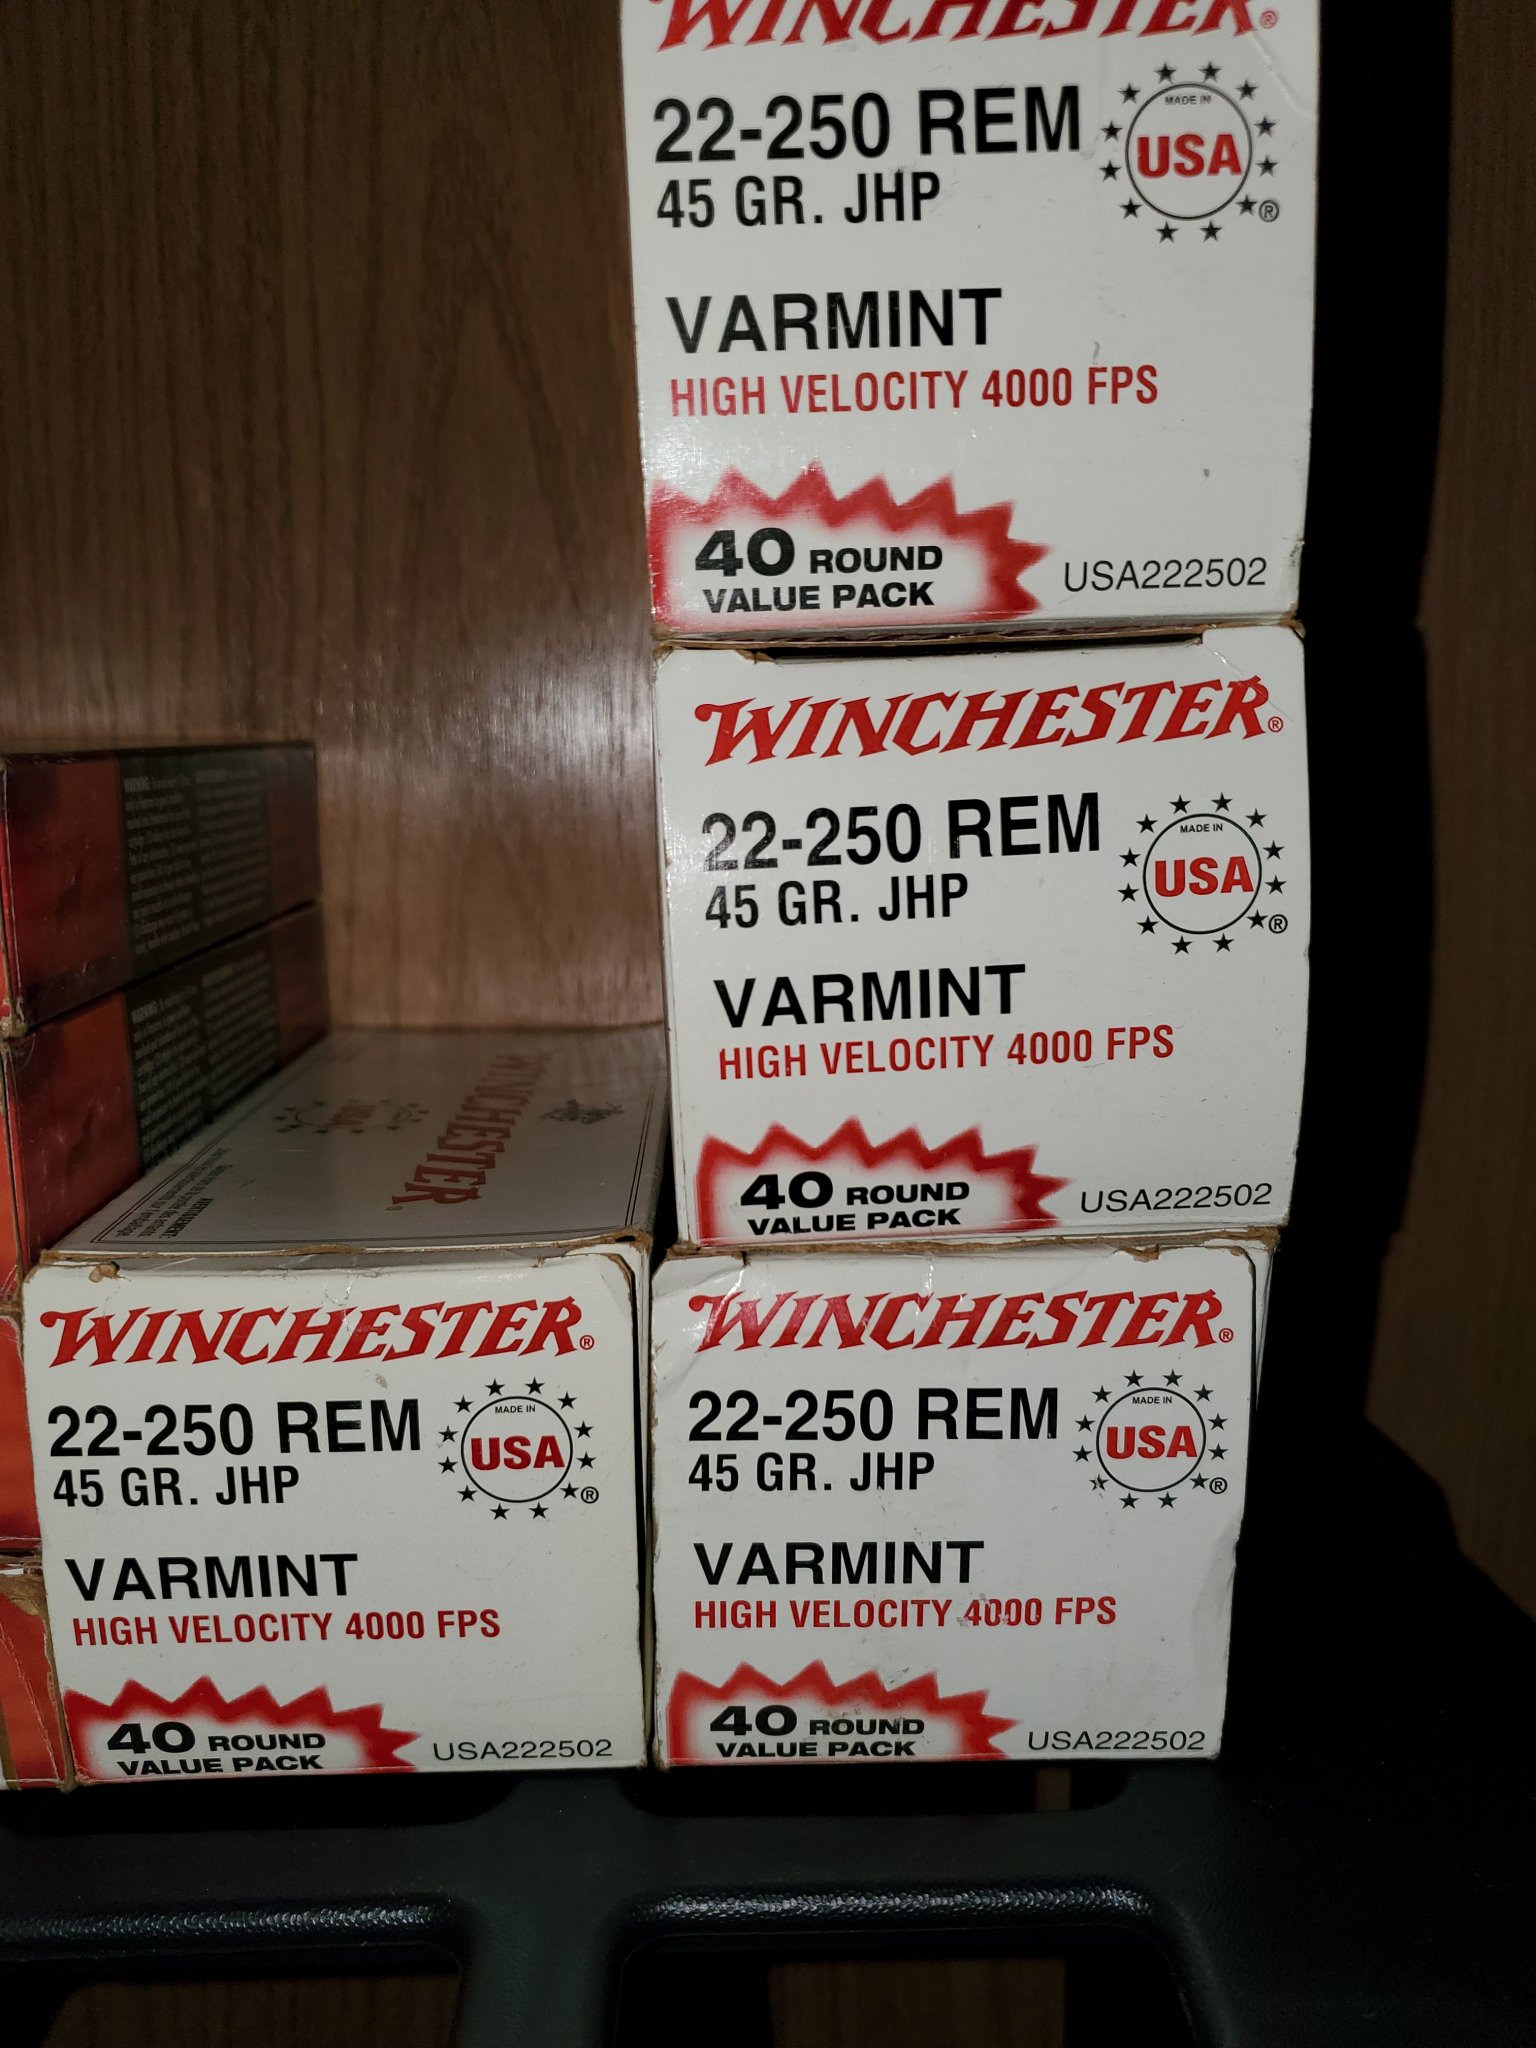 WINCHESTER®
22-250 REM
45 GR. JHP
MADE IN
USA
®
VARMINT
HIGH VELOCITY 4000 FPS
40 ROUND
VALUE PACK
USA222502
WINCHESTER®
22-250 REM
45 GR. JHP
MADE IN
USA
®
VARMINT
HIGH VELOCITY 4000 FPS
40 ROUND
VALUE PACK
USA222502
WARNING:
WARNING:
USA
WINCHESTER®
WINCHESTER®
22-250 REM
45 GR. JHP
MADE IN
USA
®
VARMINT
HIGH VELOCITY 4000 FPS
40 ROUND
VALUE PACK
USA222502
WINCHESTER®
22-250 REM
45 GR. JHP
MADE IN
USA
®
VARMINT
HIGH VELOCITY 4000 FPS
40 ROUND
VALUE PACK
USA222502